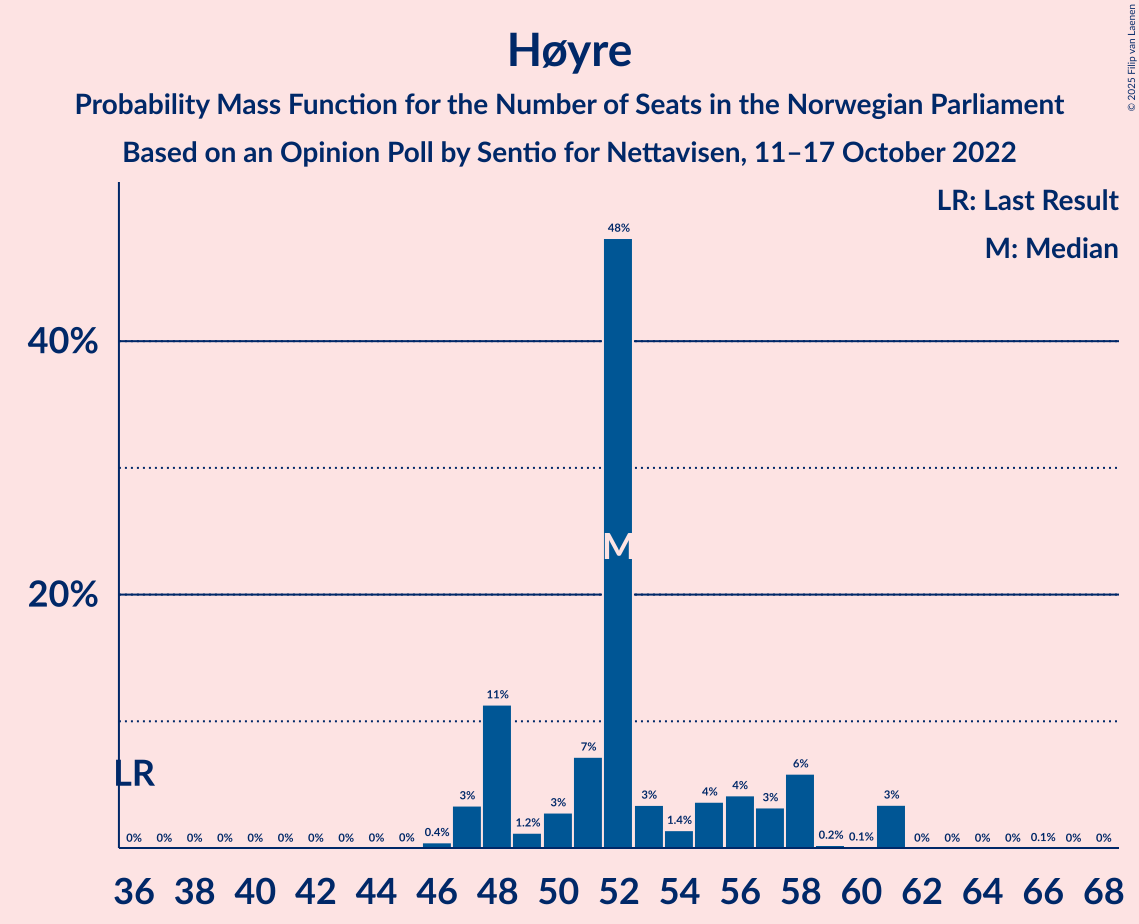 © 2025 Filip van Laenen
Høyre
Probability Mass Function for the Number of Seats in the Norwegian Parliament
Based on an Opinion Poll by Sentio for Nettavisen, 11–17 October 2022
LR: Last Result
M: Median
48%
40%
M
20%
11%
7%
6%
LR
3% 3% 3% 4% 4% 3% 3%
0% 0% 0% 0% 0% 0% 0% 0% 0% 0% 0.4% 1.2% 1.4% 0.2% 0.1% 0% 0% 0% 0% 0.1% 0% 0%
36 38 40 42 44 46 48 50 52 54 56 58 60 62 64 66 68